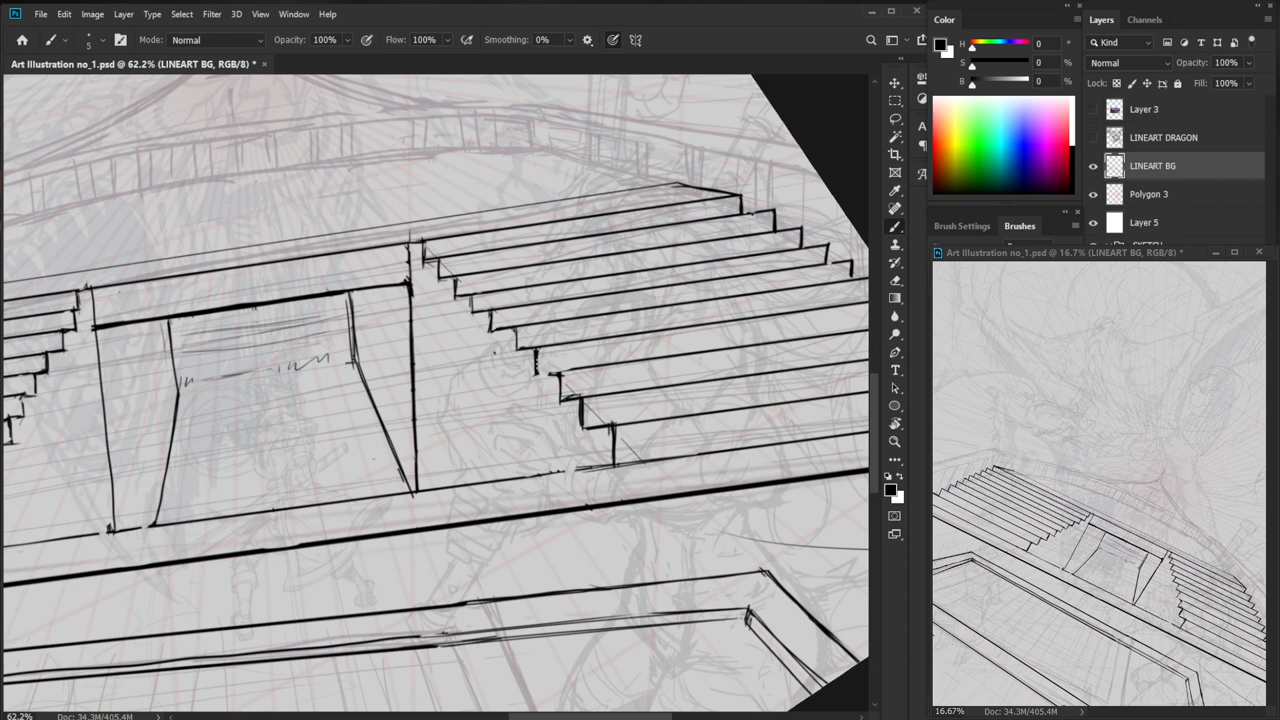 Ps File Edit Image Layer Type Select Filter 3D View Window Help
5 Mode: Normal Opacity: 100% Flow: 100% Smoothing: 0%
Art Illustration no_1.psd @ 62.2% (LINEART BG, RGB/8) * ×
Color
H 0 °
S 0 %
B 0 %
Brush Settings Brushes
Layers Channels
Kind
Normal Opacity: 100%
Lock: Fill: 100%
Layer 3
LINEART DRAGON
LINEART BG
Polygon 3
Layer 5
Art Illustration no_1.psd @ 16.7% (LINEART BG, RGB/8) *
62.2% Doc: 34.3M/405.4M
16.67% Doc: 34.3M/405.4M